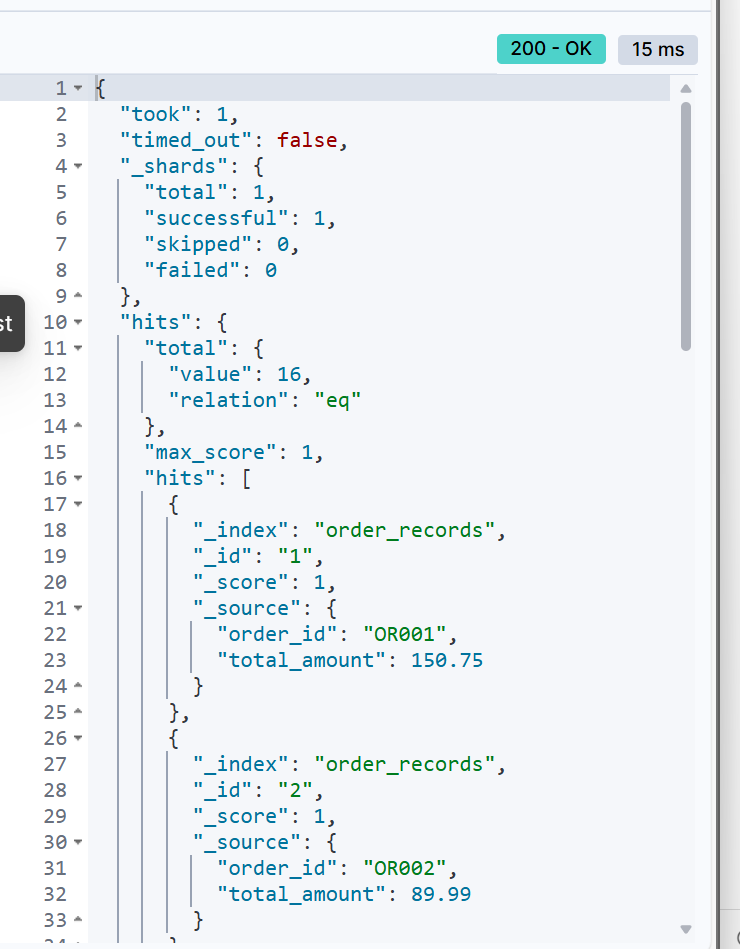 200 - OK 15 ms
1 {
2 "took": 1,
3 "timed_out": false,
4 "_shards": {
5 "total": 1,
6 "successful": 1,
7 "skipped": 0,
8 "failed": 0
9 },
st
10 "hits": {
11 "total": {
12 "value": 16,
13 "relation": "eq"
14 },
15 "max_score": 1,
16 "hits": [
17 {
18 "_index": "order_records",
19 "_id": "1",
20 "_score": 1,
21 "_source": {
22 "order_id": "OR001",
23 "total_amount": 150.75
24 }
25 },
26 {
27 "_index": "order_records",
28 "_id": "2",
29 "_score": 1,
30 "_source": {
31 "order_id": "OR002",
32 "total_amount": 89.99
33 }